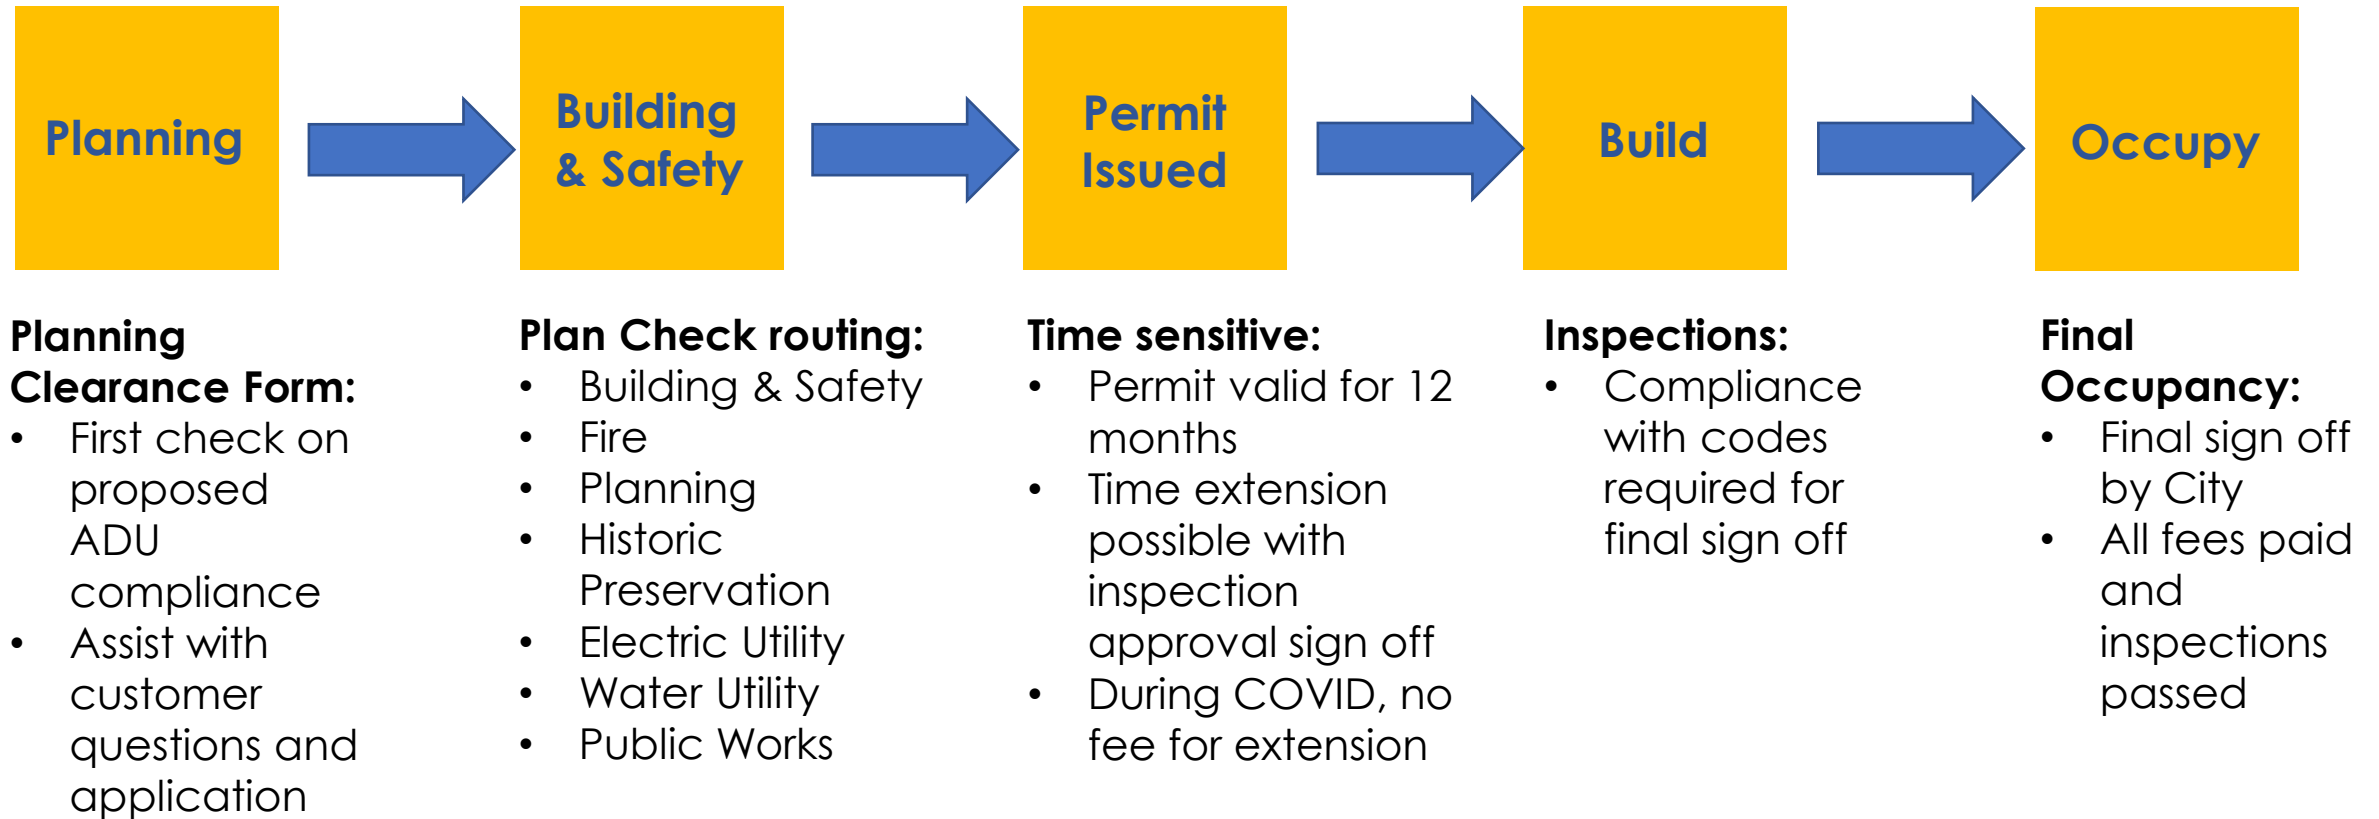 Planning
Building
& Safety
Permit
Issued
Build
Occupy
Planning
Clearance Form:
• First check on
proposed
ADU
compliance
• Assist with
customer
questions and
application
Plan Check routing:
• Building & Safety
• Fire
• Planning
• Historic
Preservation
• Electric Utility
• Water Utility
• Public Works
Time sensitive:
• Permit valid for 12
months
• Time extension
possible with
inspection
approval sign off
• During COVID, no
fee for extension
Inspections:
• Compliance
with codes
required for
final sign off
Final
Occupancy:
• Final sign off
by City
• All fees paid
and
inspections
passed